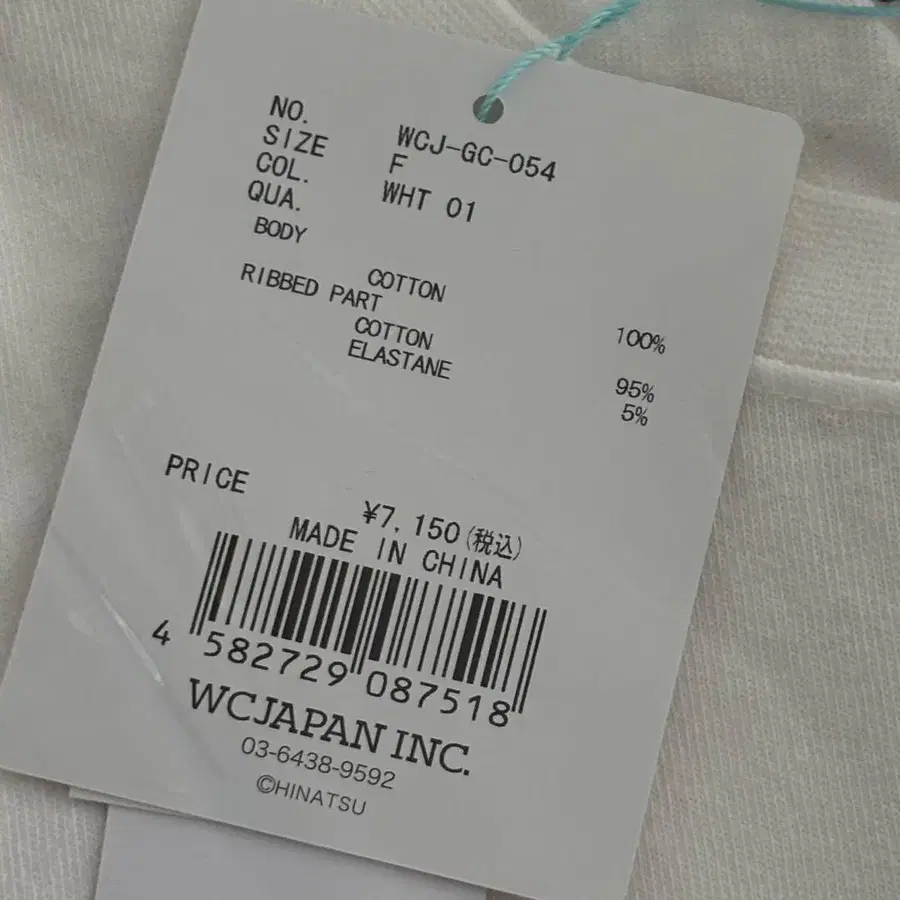 NO. WCJ-GC-054
SIZE F
COL. WHT 01
QUA.
BODY
COTTON 100%
RIBBED PART
COTTON 95%
ELASTANE 5%
PRICE ¥7,150(税込)
MADE IN CHINA
4 582729 087518
WCJAPAN INC.
03-6438-9592
©HINATSU